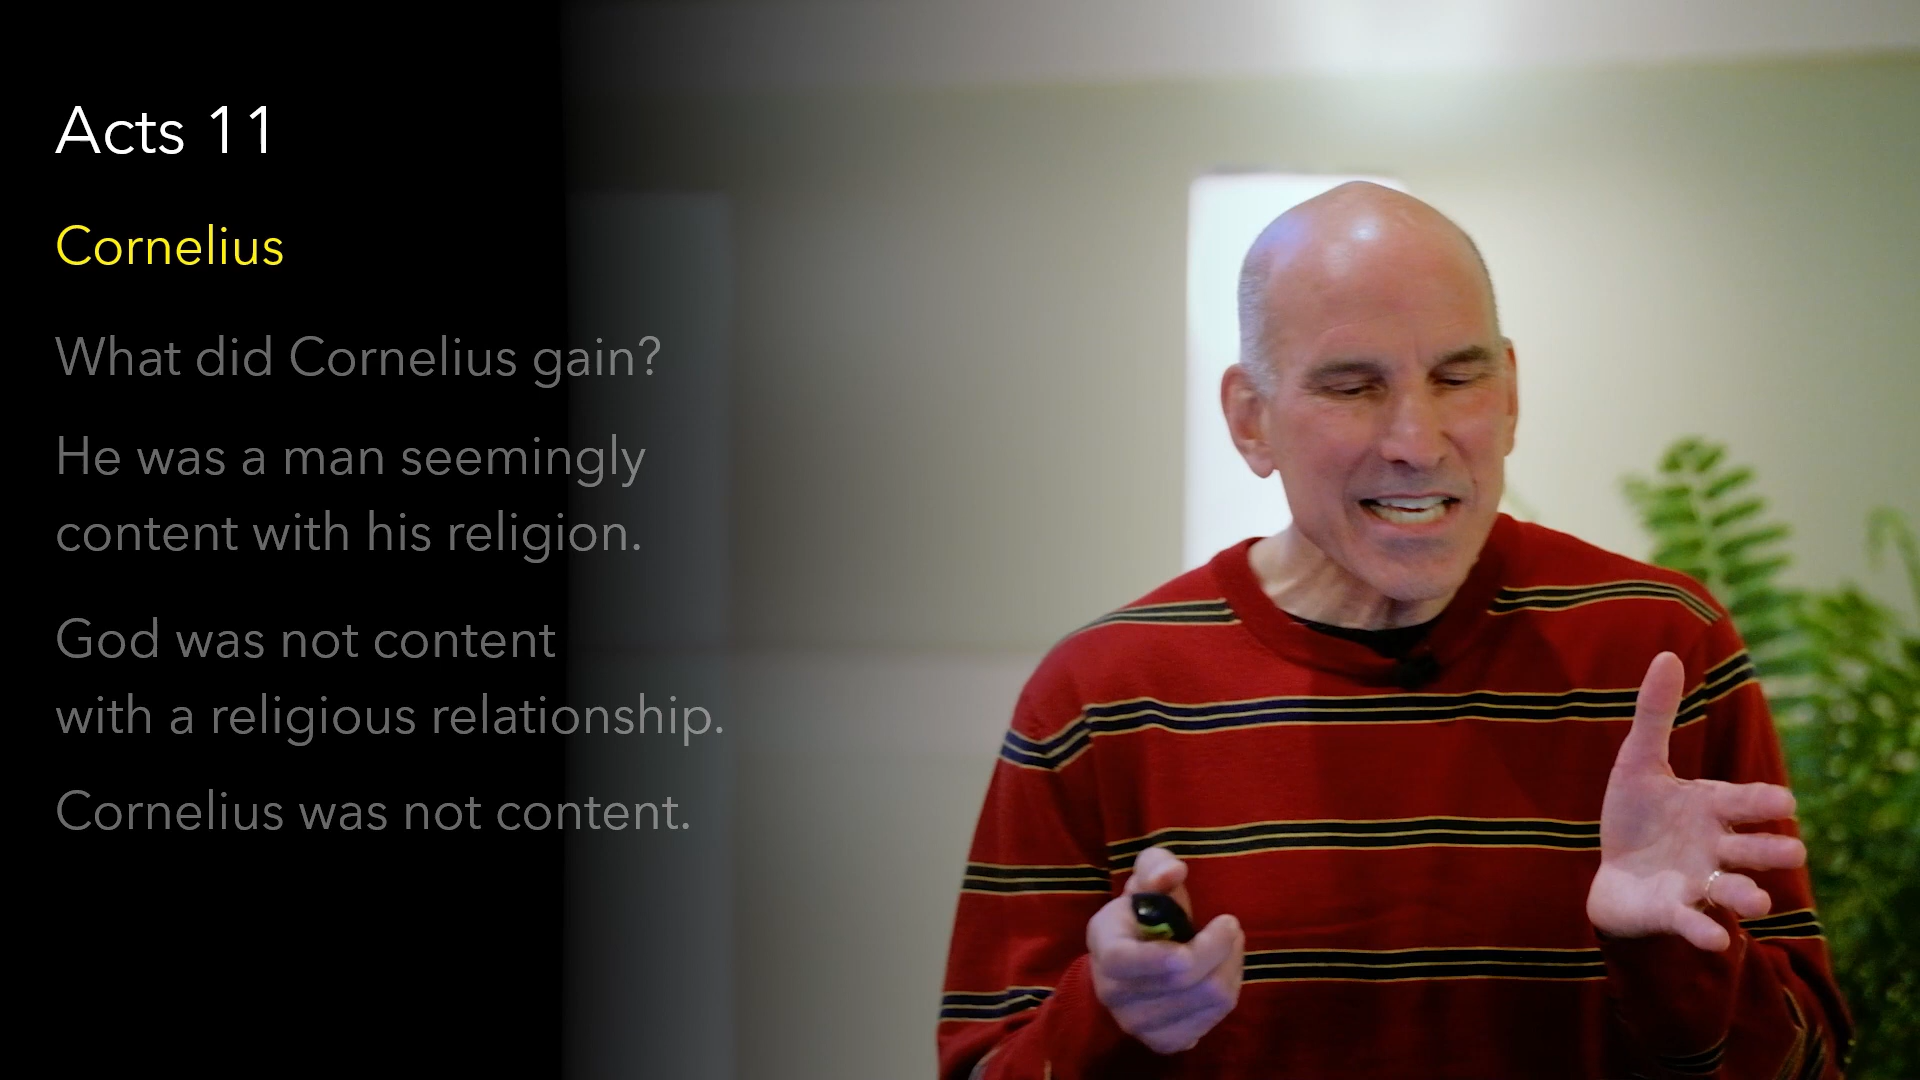 Acts 11
Cornelius
What did Cornelius gain?
He was a man seemingly
content with his religion.
God was not content
with a religious relationship.
Cornelius was not content.